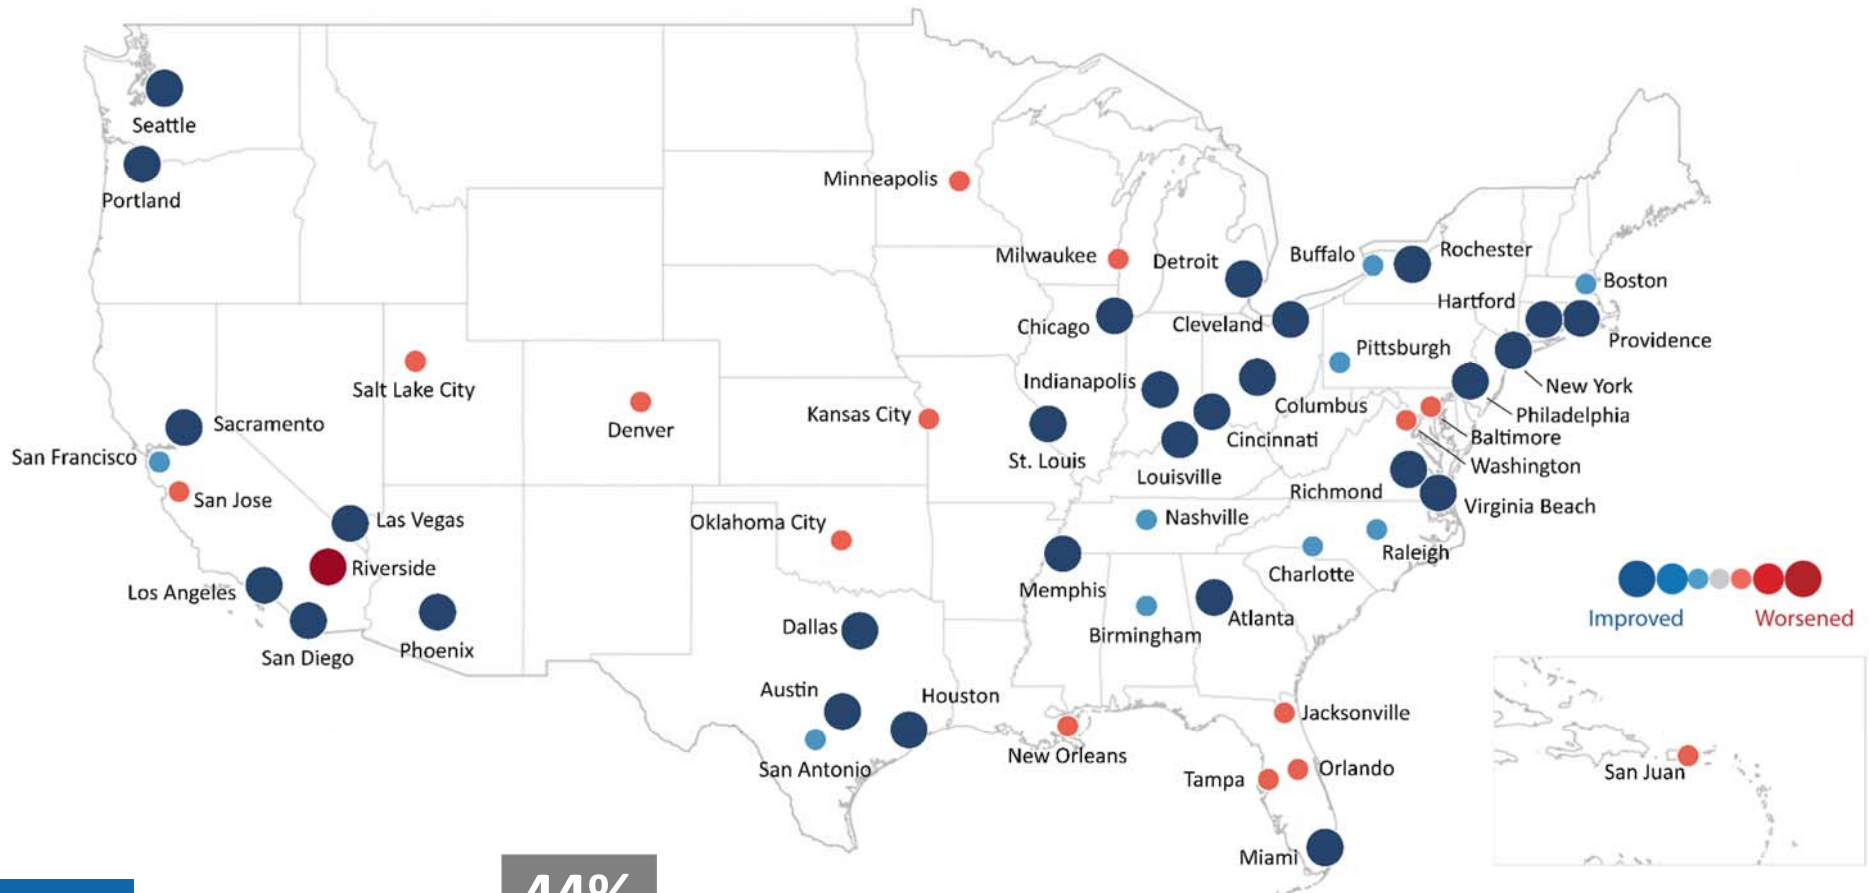 Seattle
Portland
Minneapolis
Milwaukee
Detroit
Buffalo
Rochester
Boston
Hartford
Chicago
Cleveland
Providence
Pittsburgh
Salt Lake City
Indianapolis
New York
Columbus
Philadelphia
Kansas City
Denver
Sacramento
Cincinnati
Baltimore
San Francisco
St. Louis
Washington
Louisville
San Jose
Richmond
Virginia Beach
Las Vegas
Oklahoma City
Nashville
Raleigh
Riverside
Charlotte
Los Angeles
Memphis
Atlanta
Improved
Worsened
Birmingham
Dallas
San Diego
Phoenix
Austin
Houston
Jacksonville
New Orleans
San Antonio
Tampa
Orlando
San Juan
Miami
44%